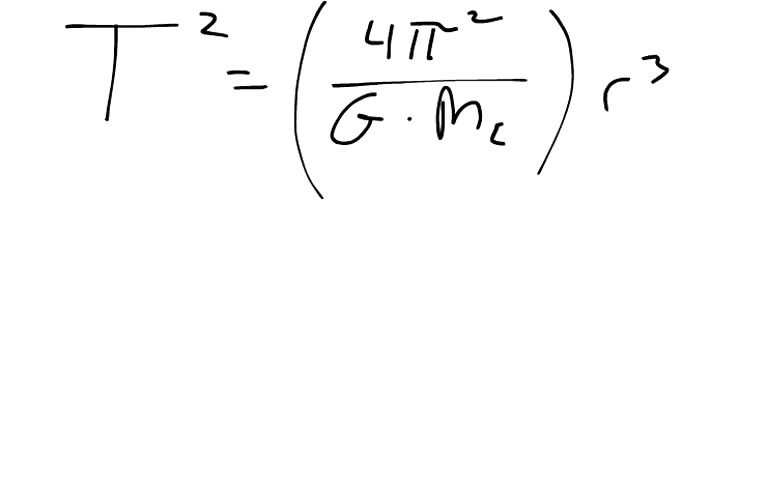 T² = (4π² / G · M꜀) r³